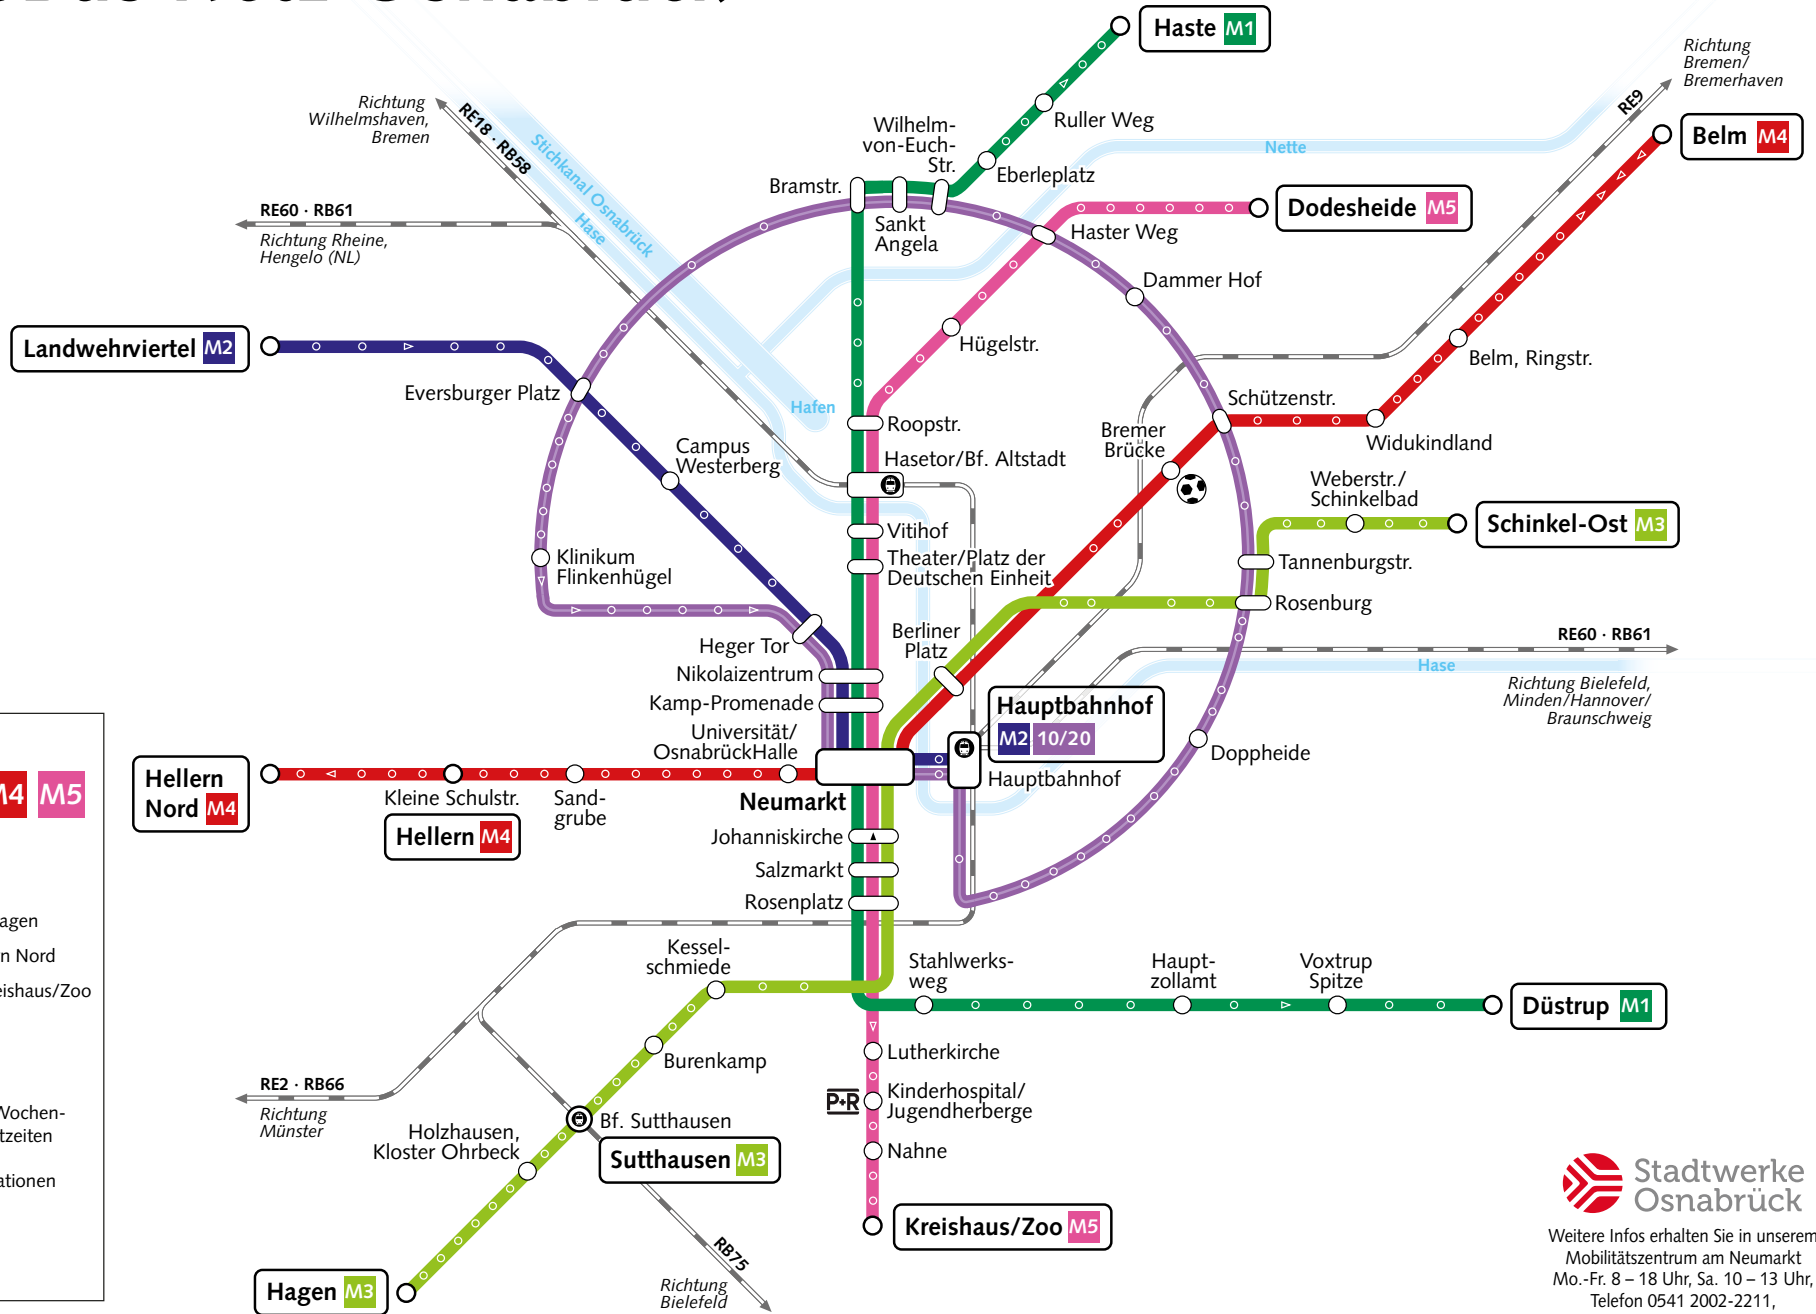 Haste M1
Richtung
Bremen/
Bremerhaven
RE9
Belm M4
Richtung
Wilhelmshaven,
Bremen
RE18 · RB58
Stichkanal Osnabrück
Hase
Wilhelm-
von-Euch-
Str.
Ruller Weg
Eberleplatz
Nette
Bramstr.
Sankt
Angela
Dodesheide M5
Haster Weg
RE60 · RB61
Richtung Rheine,
Hengelo (NL)
Dammer Hof
Landwehrviertel M2
Hügelstr.
Belm, Ringstr.
Eversburger Platz
Hafen
Schützenstr.
Roopstr.
Bremer
Brücke
Widukindland
Campus
Westerberg
Hasetor/Bf. Altstadt
Weberstr./
Schinkelbad
Schinkel-Ost M3
Vitihof
Klinikum
Flinkenhügel
Theater/Platz der
Deutschen Einheit
Tannenburgstr.
Rosenburg
Heger Tor
Berliner
Platz
RE60 · RB61
Hase
Nikolaizentrum
Kamp-Promenade
Richtung Bielefeld,
Minden/Hannover/
Braunschweig
Hauptbahnhof
M2 10/20
Universität/
OsnabrückHalle
Doppheide
Hauptbahnhof
Hellern
Nord M4
Kleine Schulstr.
Sand-
grube
Neumarkt
Hellern M4
M4 M5
Johanniskirche
Salzmarkt
Rosenplatz
agen
n Nord
eishaus/Zoo
Kessel-
schmiede
Stahlwerks-
weg
Haupt-
zollamt
Voxtrup
Spitze
Düstrup M1
Burenkamp
Lutherkirche
RE2 · RB66
Richtung
Münster
P+R
Kinderhospital/
Jugendherberge
Wochen-
tzeiten
Bf. Sutthausen
Holzhausen,
Kloster Ohrbeck
Sutthausen M3
Nahne
ationen
Kreishaus/Zoo M5
RB75
Richtung
Bielefeld
Hagen M3
Stadtwerke
Osnabrück
Weitere Infos erhalten Sie in unserem
Mobilitätszentrum am Neumarkt
Mo.-Fr. 8 – 18 Uhr, Sa. 10 – 13 Uhr,
Telefon 0541 2002-2211,